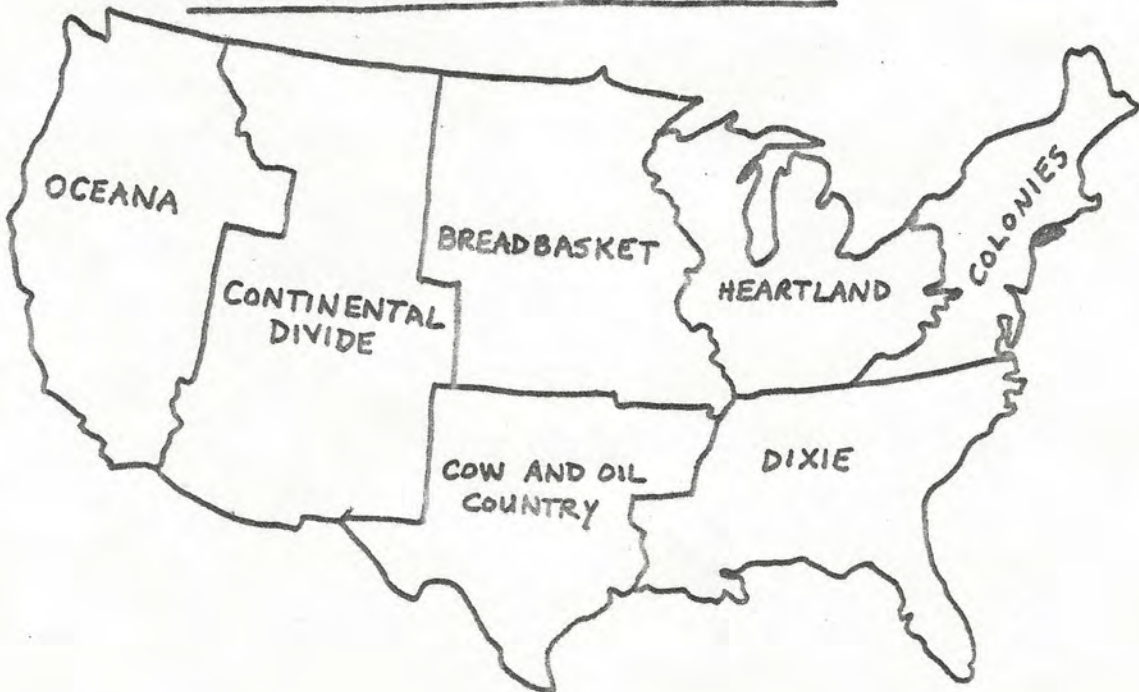 OCEANA
BREADBASKET
COLONIES
HEARTLAND
CONTINENTAL
DIVIDE
COW AND OIL
COUNTRY
DIXIE